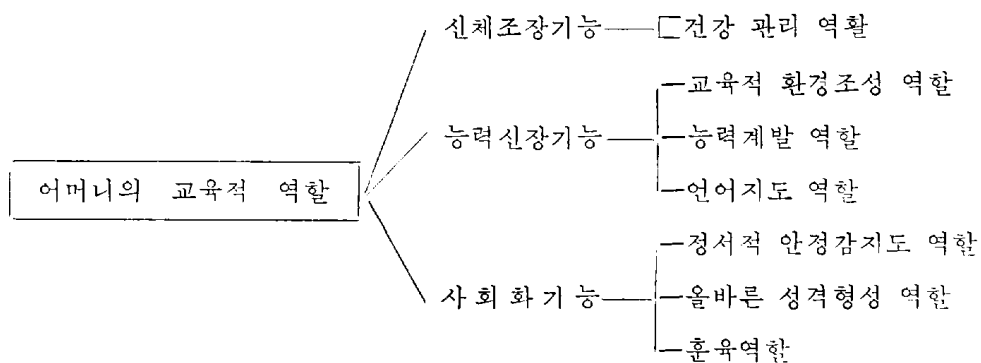 신체조장기능
건강 관리 역활
교육적 환경조성 역할
능력신장기능
능력계발 역할
어머니의 교육적 역할
언어지도 역할
정서적 안정감지도 역할
사회화기능
올바른 성격형성 역할
훈육역할